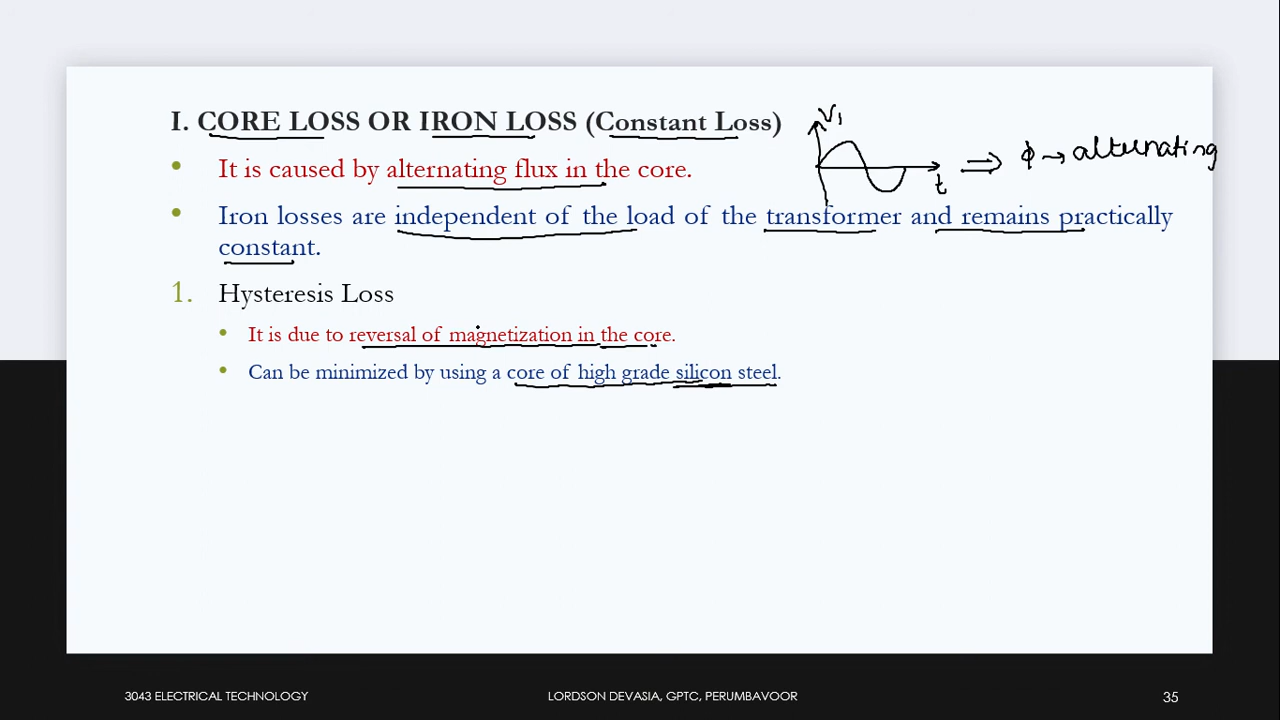 I. CORE LOSS OR IRON LOSS (Constant Loss)
V₁
t
⇒ ϕ → alternating
• It is caused by alternating flux in the core.
• Iron losses are independent of the load of the transformer and remains practically
constant.
1. Hysteresis Loss
• It is due to reversal of magnetization in the core.
• Can be minimized by using a core of high grade silicon steel.
3043 ELECTRICAL TECHNOLOGY
LORDSON DEVASIA, GPTC, PERUMBAVOOR
35